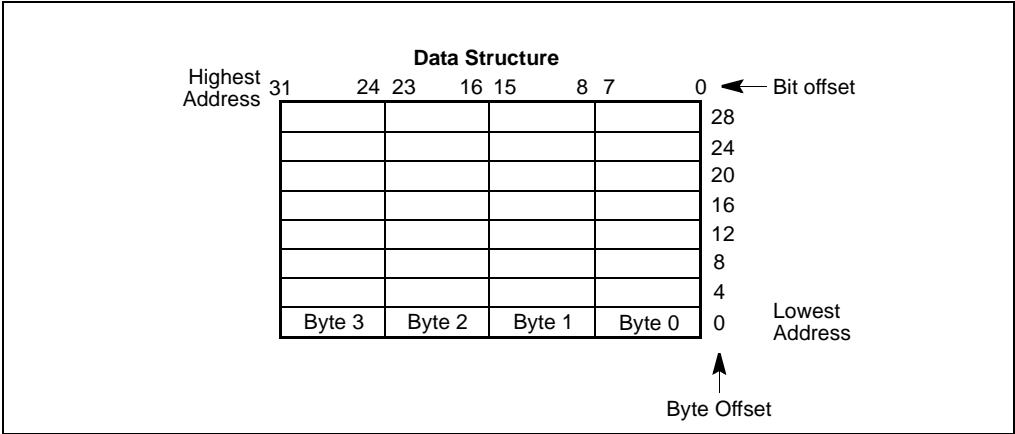 Data Structure
Highest
Address
31 24 23 16 15 8 7 0 Bit offset
28
24
20
16
12
8
4
Byte 3 Byte 2 Byte 1 Byte 0 0
Lowest
Address
Byte Offset